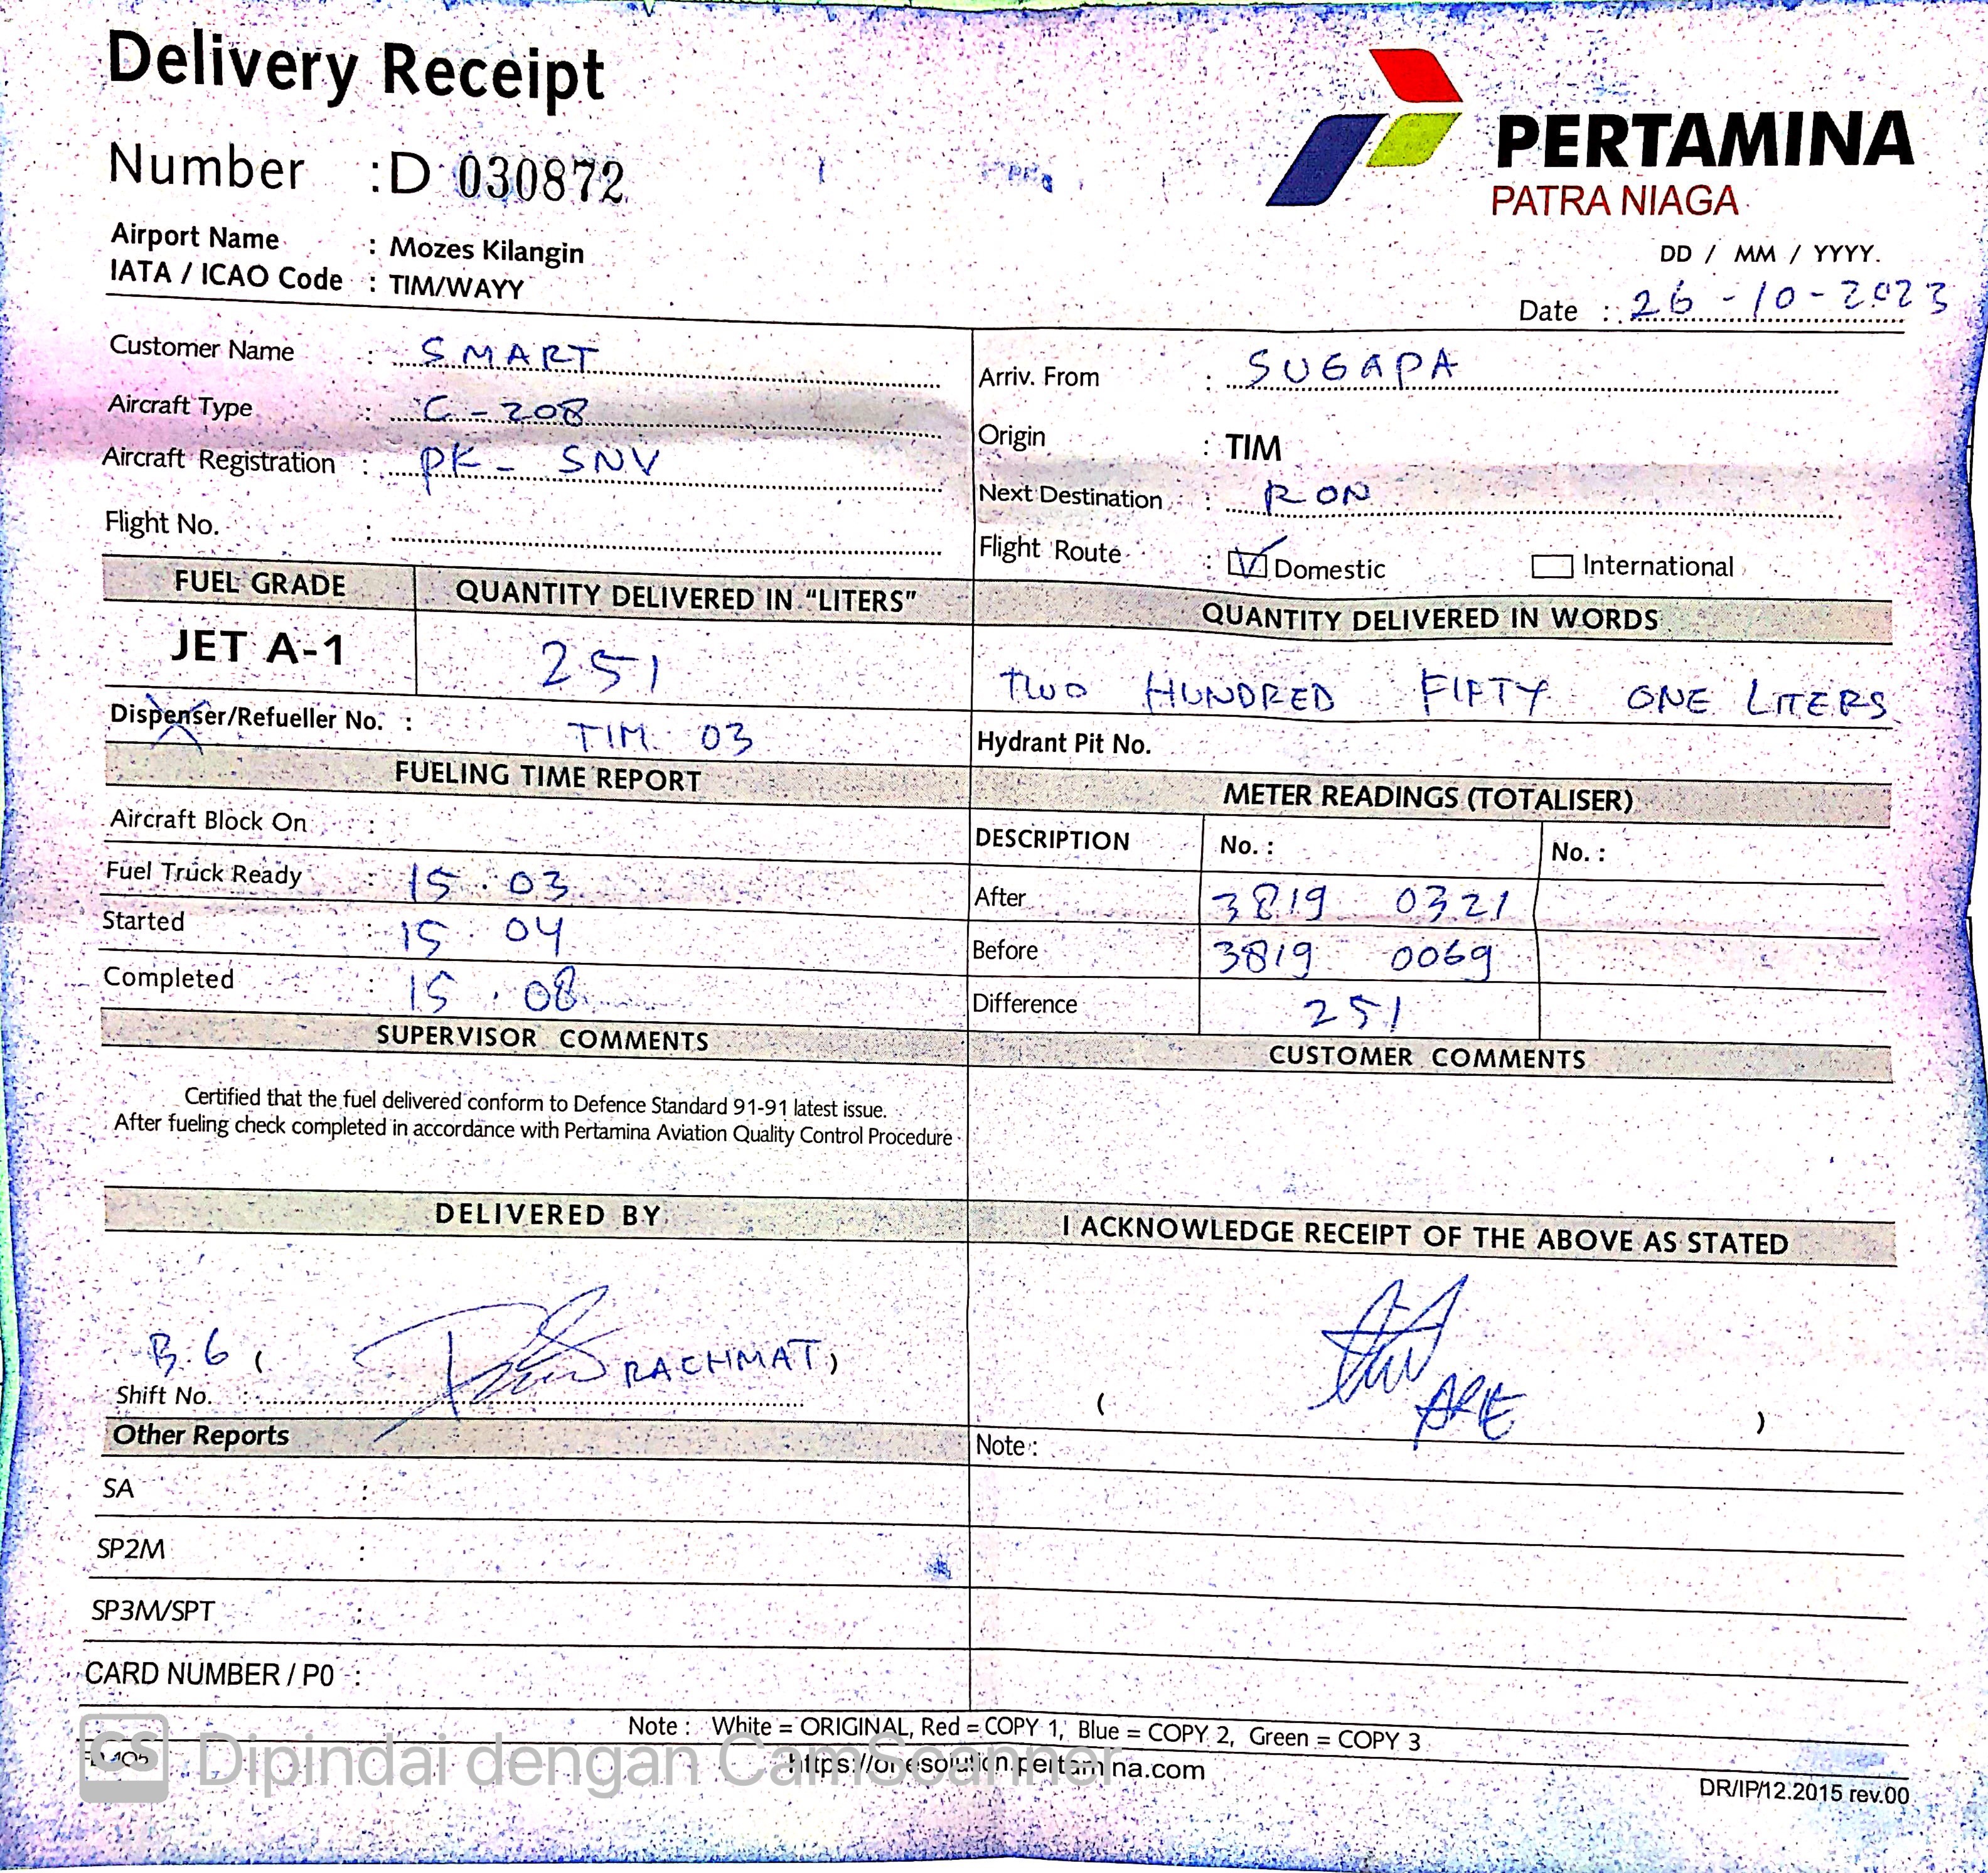 Delivery Receipt
Number : D 030872
PERTAMINA
PATRA NIAGA
Airport Name : Mozes Kilangin
IATA / ICAO Code : TIM/WAYY
DD / MM / YYYY.
Date : 26 - 10 - 2023
Customer Name : SMART
Aircraft Type : C - 208
Aircraft Registration : PK - SNV
Flight No. :
Arriv. From : SUGAPA
Origin : TIM
Next Destination : RON
Flight Route : Domestic International
FUEL GRADE QUANTITY DELIVERED IN "LITERS" QUANTITY DELIVERED IN WORDS
JET A-1 251 TWO HUNDRED FIFTY ONE LITERS
Dispenser/Refueller No. : TIM 03 Hydrant Pit No.
FUELING TIME REPORT
Aircraft Block On :
Fuel Truck Ready : 15 . 03
Started : 15 . 04
Completed : 15 . 08
METER READINGS (TOTALISER)
DESCRIPTION No. : No. :
After 3819 0321
Before 3819 0069
Difference 251
SUPERVISOR COMMENTS CUSTOMER COMMENTS
Certified that the fuel delivered conform to Defence Standard 91-91 latest issue.
After fueling check completed in accordance with Pertamina Aviation Quality Control Procedure
DELIVERED BY I ACKNOWLEDGE RECEIPT OF THE ABOVE AS STATED
B.6 ( RACHMAT )
Shift No. :
( ARIE )
Other Reports Note :
SA :
SP2M :
SP3M/SPT :
CARD NUMBER / P0 :
Note : White = ORIGINAL, Red = COPY 1, Blue = COPY 2, Green = COPY 3
https://onesolution.pertamina.com
DR/IP/12.2015 rev.00
CS Dipindai dengan CamScanner